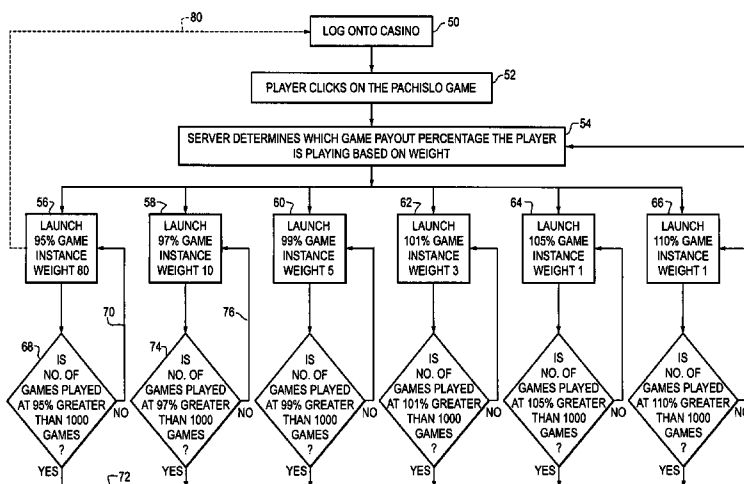 80
LOG ONTO CASINO
50
PLAYER CLICKS ON THE PACHISLO GAME
52
SERVER DETERMINES WHICH GAME PAYOUT PERCENTAGE THE PLAYER
IS PLAYING BASED ON WEIGHT
54
56
LAUNCH
95% GAME
INSTANCE
WEIGHT 80
58
LAUNCH
97% GAME
INSTANCE
WEIGHT 10
60
LAUNCH
99% GAME
INSTANCE
WEIGHT 5
62
LAUNCH
101% GAME
INSTANCE
WEIGHT 3
64
LAUNCH
105% GAME
INSTANCE
WEIGHT 1
66
LAUNCH
110% GAME
INSTANCE
WEIGHT 1
70
76
68
IS
NO. OF
GAMES PLAYED
AT 95% GREATER
THAN 1000
GAMES
?
NO
YES
72
74
IS
NO. OF
GAMES PLAYED
AT 97% GREATER
THAN 1000
GAMES
?
NO
YES
IS
NO. OF
GAMES PLAYED
AT 99% GREATER
THAN 1000
GAMES
?
NO
YES
IS
NO. OF
GAMES PLAYED
AT 101% GREATER
THAN 1000
GAMES
?
NO
YES
IS
NO. OF
GAMES PLAYED
AT 105% GREATER
THAN 1000
GAMES
?
NO
YES
IS
NO. OF
GAMES PLAYED
AT 110% GREATER
THAN 1000
GAMES
?
NO
YES